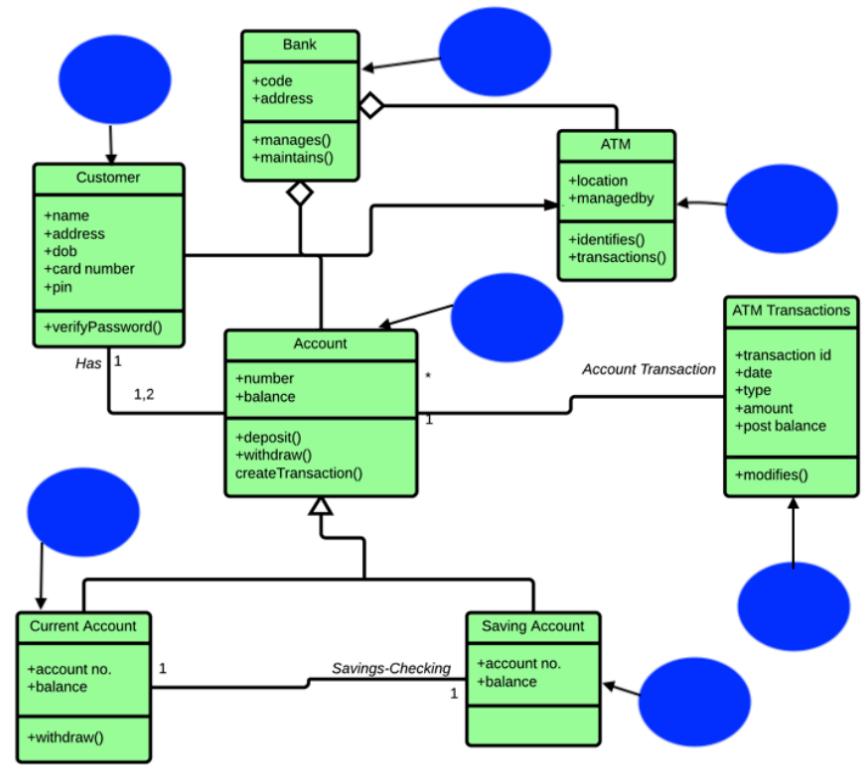 Bank
+code
+address
+manages()
+maintains()
ATM
+location
+managedby
+identifies()
+transactions()
Customer
+name
+address
+dob
+card number
+pin
+verifyPassword()
Has
1
1,2
Account
+number
+balance
+deposit()
+withdraw()
createTransaction()
*
1
Account Transaction
ATM Transactions
+transaction id
+date
+type
+amount
+post balance
+modifies()
Current Account
+account no.
+balance
+withdraw()
1
Savings-Checking
1
Saving Account
+account no.
+balance